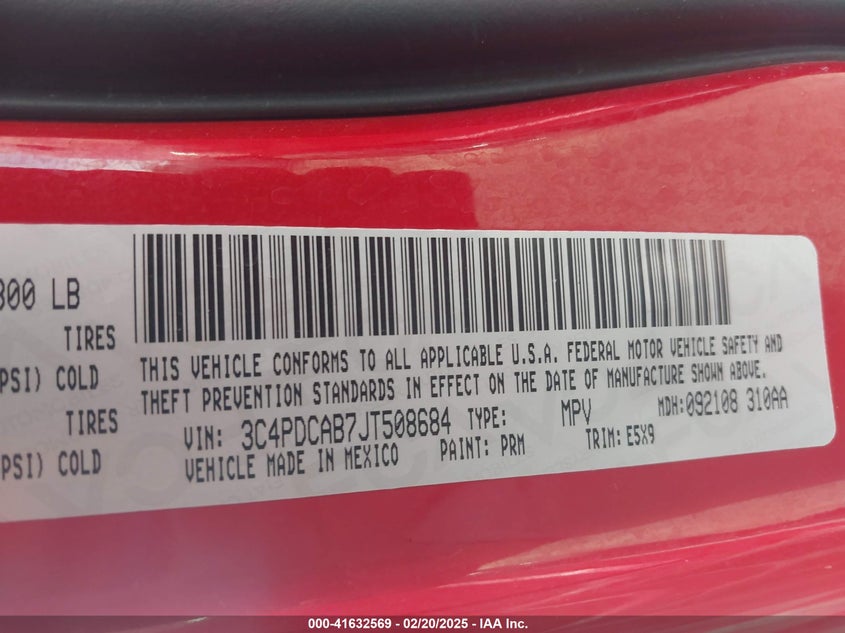 300 LB
TIRES
PSI) COLD
TIRES
PSI) COLD
THIS VEHICLE CONFORMS TO ALL APPLICABLE U.S.A. FEDERAL MOTOR VEHICLE SAFETY AND
THEFT PREVENTION STANDARDS IN EFFECT ON THE DATE OF MANUFACTURE SHOWN ABOVE.
VIN: 3C4PDCAB7JT508684 TYPE: MPV MDH:092108 310AA
VEHICLE MADE IN MEXICO PAINT: PRM TRIM: E5X9
000-41632569 - 02/20/2025 - IAA Inc.